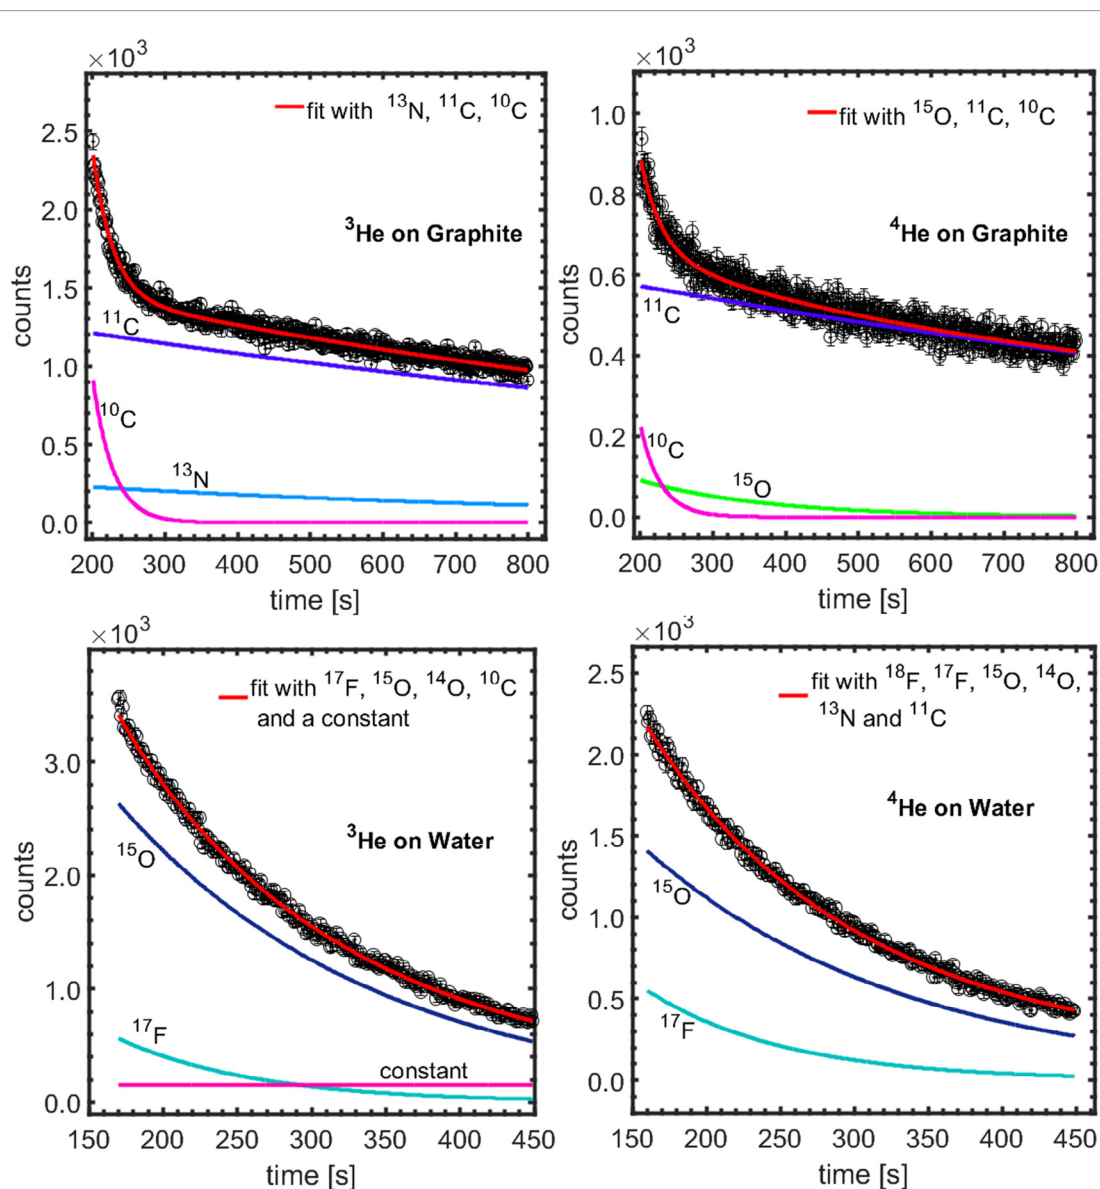 ×10³
fit with ¹³N, ¹¹C, ¹⁰C
³He on Graphite
2.5
2.0
1.5
1.0
0.5
0.0
counts
¹¹C
¹⁰C
¹³N
200 300 400 500 600 700 800
time [s]
×10³
fit with ¹⁵O, ¹¹C, ¹⁰C
⁴He on Graphite
1.0
0.8
0.6
0.4
0.2
0.0
counts
¹¹C
¹⁰C
¹⁵O
200 300 400 500 600 700 800
time [s]
×10³
fit with ¹⁷F, ¹⁵O, ¹⁴O, ¹⁰C
and a constant
³He on Water
3.0
2.0
1.0
0.0
counts
¹⁵O
¹⁷F
constant
150 200 250 300 350 400 450
time [s]
×10³
fit with ¹⁸F, ¹⁷F, ¹⁵O, ¹⁴O,
¹³N and ¹¹C
⁴He on Water
2.5
2.0
1.5
1.0
0.5
0.0
counts
¹⁵O
¹⁷F
150 200 250 300 350 400 450
time [s]